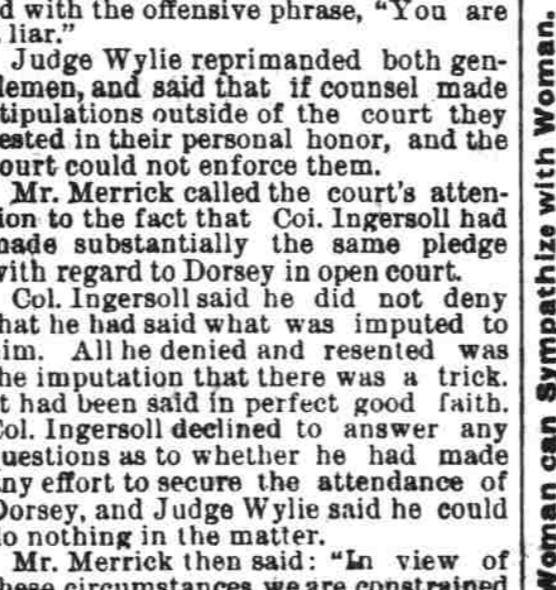 d with the offensive phrase, “You are
liar.”
Judge Wylie reprimanded both gen-
lemen, and said that if counsel made
tipulations outside of the court they
ested in their personal honor, and the
ourt could not enforce them.
Mr. Merrick called the court's atten-
ion to the fact that Coi. Ingersoll had
nade substantially the same pledge
with regard to Dorsey in open court.
Col. Ingersoll said he did not deny
hat he had said what was imputed to
im. All he denied and resented was
he imputation that there was a trick.
t had been said in perfect good faith.
Col. Ingersoll declined to answer any
uestions as to whether he had made
ny effort to secure the attendance of
Dorsey, and Judge Wylie said he could
o nothing in the matter.
Mr. Merrick then said: “In view of
hese circumstances we are constrained
Woman can Sympathize with Woman.